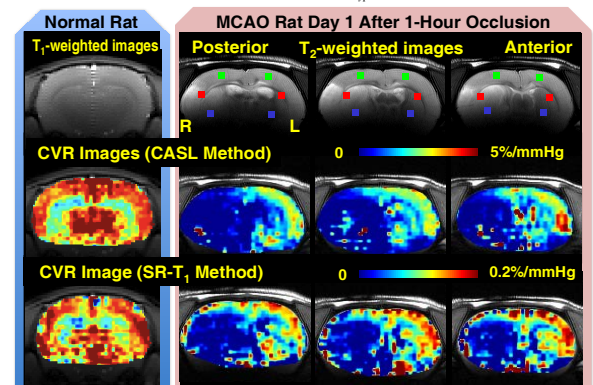 Normal Rat
MCAO Rat Day 1 After 1-Hour Occlusion
T1-weighted images
Posterior
T2-weighted images
Anterior
R
L
CVR Images (CASL Method)
0
5%/mmHg
CVR Image (SR-T1 Method)
0
0.2%/mmHg